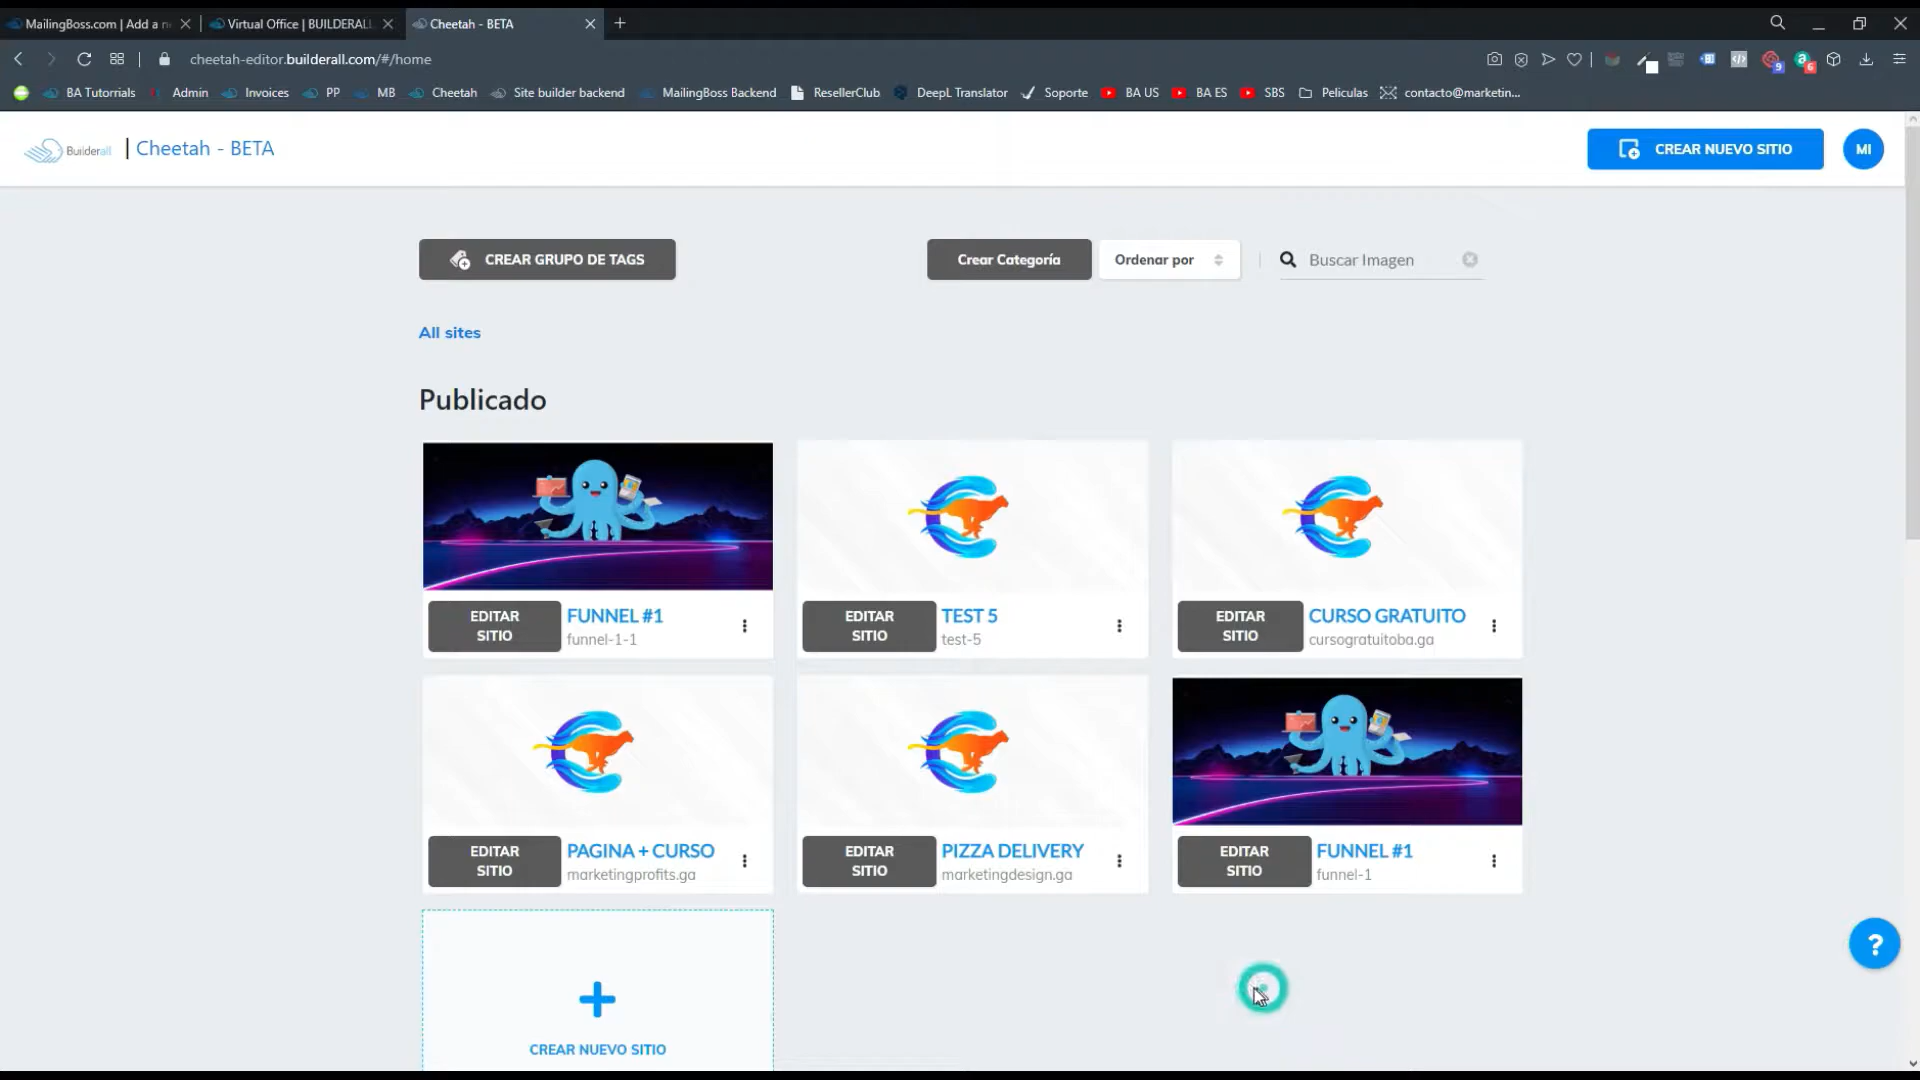 MailingBoss.com | Add a n
Virtual Office | BUILDERALL
Cheetah - BETA
cheetah-editor.builderall.com/#/home
BA Tutorrials
Admin
Invoices
PP
MB
Cheetah
Site builder backend
MailingBoss Backend
ResellerClub
DeepL Translator
Soporte
BA US
BA ES
SBS
Peliculas
contacto@marketin...
9
6
Builderall
Cheetah - BETA
CREAR NUEVO SITIO
MI
CREAR GRUPO DE TAGS
Crear Categoría
Ordenar por
Buscar Imagen
All sites
Publicado
EDITAR
SITIO
FUNNEL #1
funnel-1-1
EDITAR
SITIO
TEST 5
test-5
EDITAR
SITIO
CURSO GRATUITO
cursogratuitoba.ga
EDITAR
SITIO
PAGINA + CURSO
marketingprofits.ga
EDITAR
SITIO
PIZZA DELIVERY
marketingdesign.ga
EDITAR
SITIO
FUNNEL #1
funnel-1
CREAR NUEVO SITIO
?